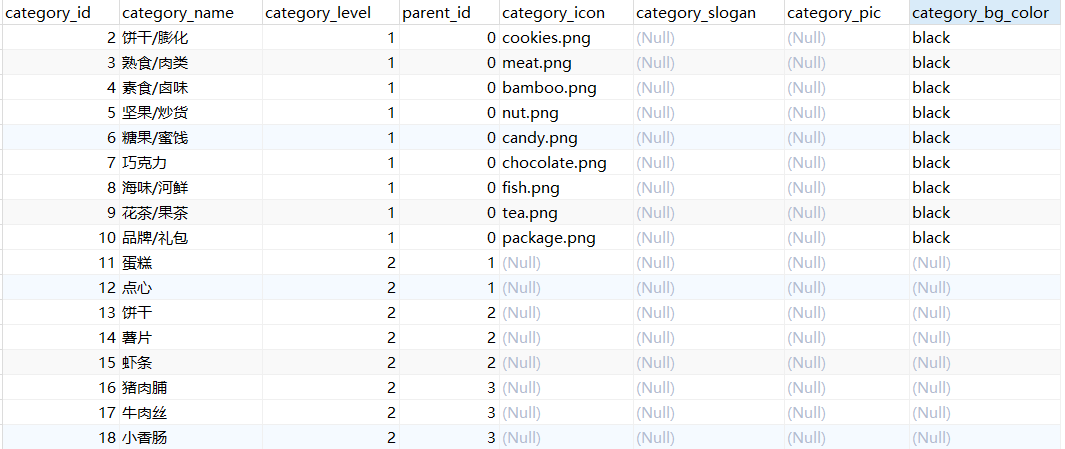 category_id category_name category_level parent_id category_icon category_slogan category_pic category_bg_color
2 饼干/膨化 1 0 cookies.png (Null) (Null) black
3 熟食/肉类 1 0 meat.png (Null) (Null) black
4 素食/卤味 1 0 bamboo.png (Null) (Null) black
5 坚果/炒货 1 0 nut.png (Null) (Null) black
6 糖果/蜜饯 1 0 candy.png (Null) (Null) black
7 巧克力 1 0 chocolate.png (Null) (Null) black
8 海味/河鲜 1 0 fish.png (Null) (Null) black
9 花茶/果茶 1 0 tea.png (Null) (Null) black
10 品牌/礼包 1 0 package.png (Null) (Null) black
11 蛋糕 2 1 (Null) (Null) (Null) (Null)
12 点心 2 1 (Null) (Null) (Null) (Null)
13 饼干 2 2 (Null) (Null) (Null) (Null)
14 薯片 2 2 (Null) (Null) (Null) (Null)
15 虾条 2 2 (Null) (Null) (Null) (Null)
16 猪肉脯 2 3 (Null) (Null) (Null) (Null)
17 牛肉丝 2 3 (Null) (Null) (Null) (Null)
18 小香肠 2 3 (Null) (Null) (Null) (Null)